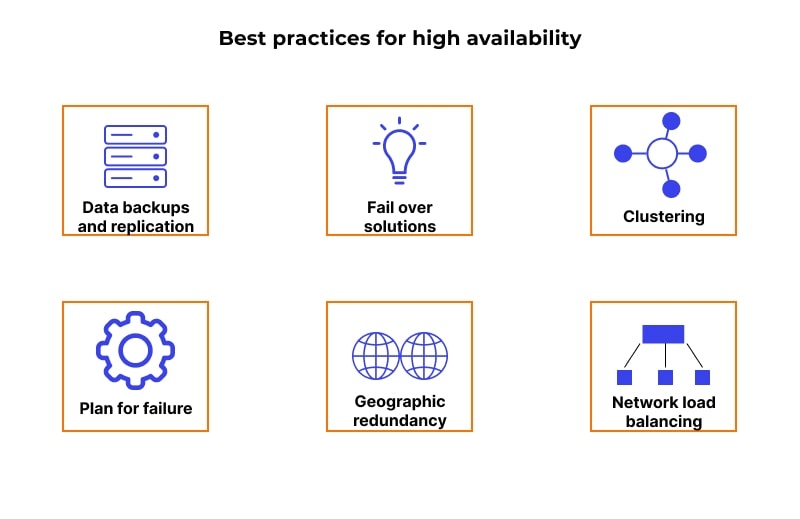 Best practices for high availability
Data backups
and replication
Fail over
solutions
Clustering
Plan for failure
Geographic
redundancy
Network load
balancing